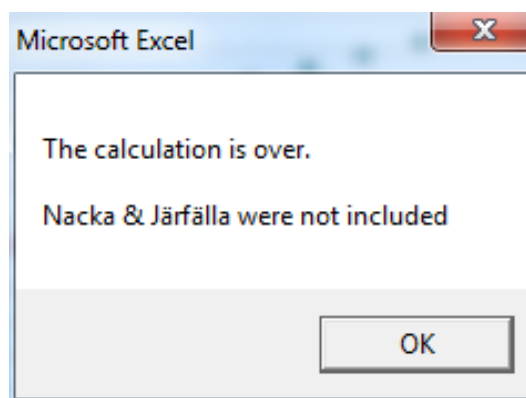 Microsoft Excel
The calculation is over.
Nacka & Järfälla were not included
OK